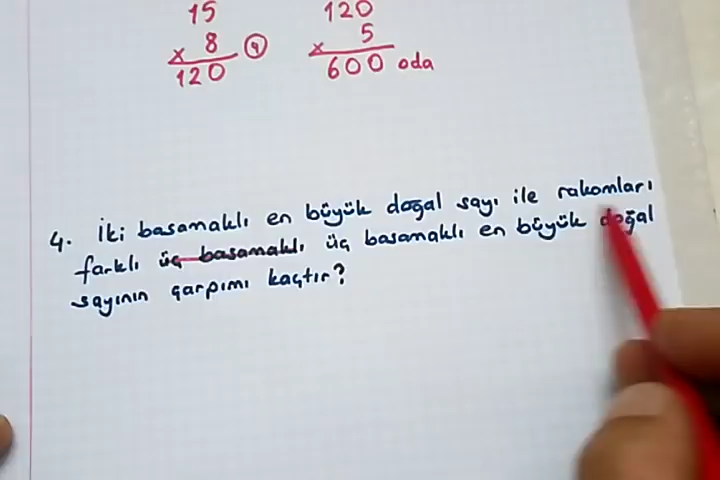 15
x 8 4
120
120
x 5
600 oda
4. İki basamaklı en büyük doğal sayı ile rakamları
farklı üç basamaklı üç basamaklı en büyük doğal
sayının çarpımı kaçtır?